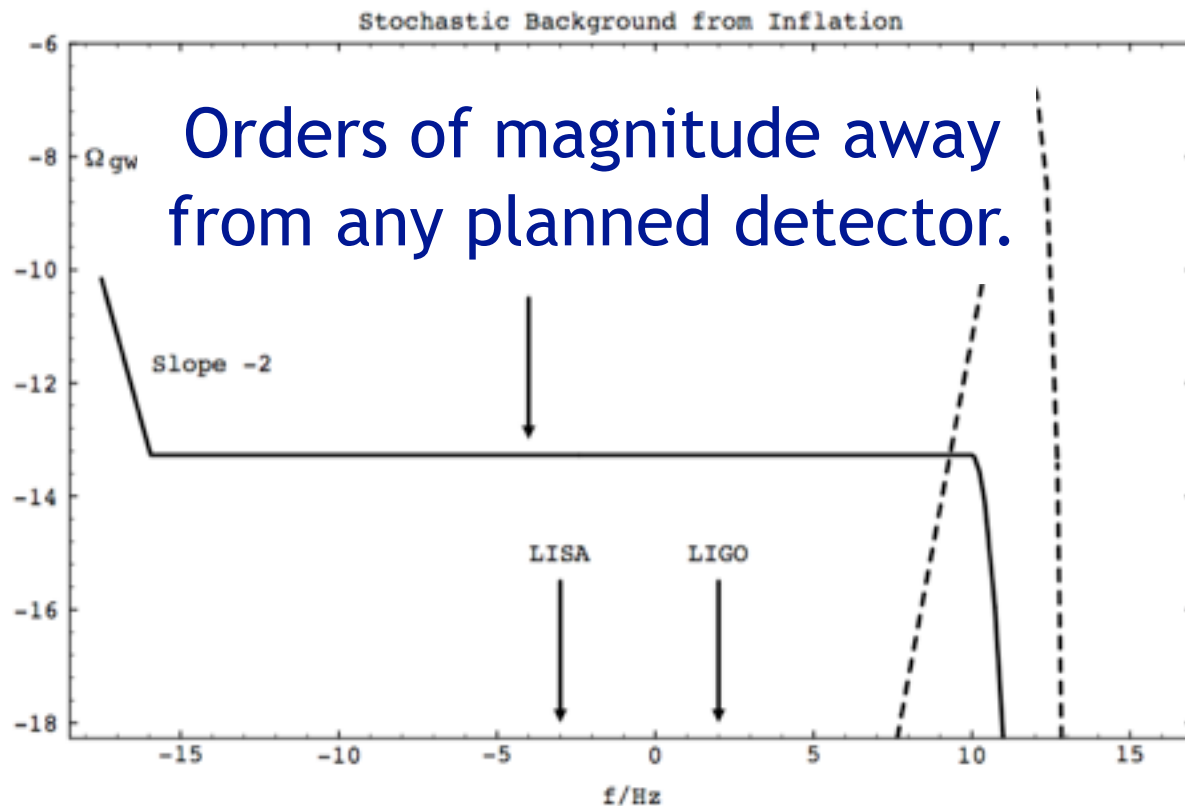 Stochastic Background from Inflation
-6
-8
Ωgw
Orders of magnitude away
from any planned detector.
-10
Slope -2
-12
-14
LISA
LIGO
-16
-18
-15
-10
-5
0
5
10
15
f/Hz